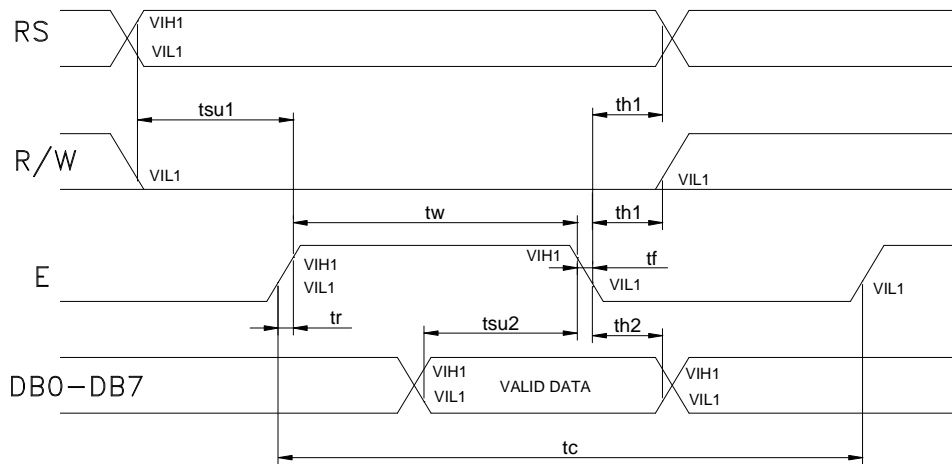 RS
VIH1
VIL1
tsu1
th1
R/W
VIL1
VIL1
tw
th1
E
VIH1
VIL1
VIH1
tf
VIL1
VIL1
tr
tsu2
th2
DB0-DB7
VIH1
VIL1
VALID DATA
VIH1
VIL1
tc